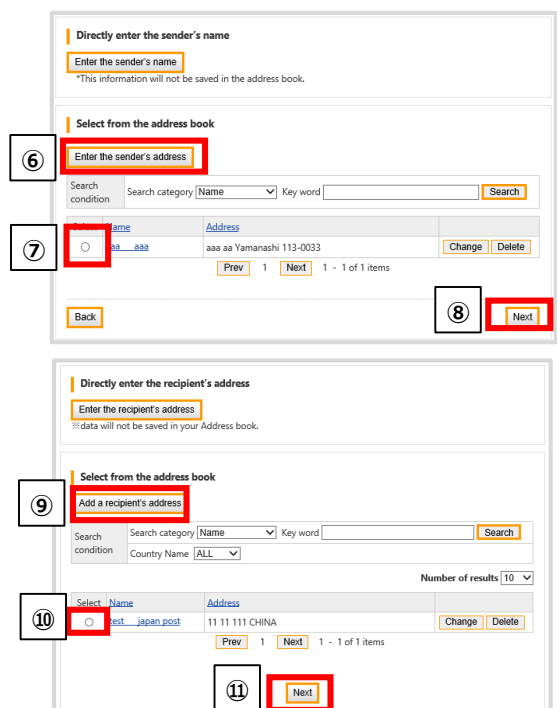 Directly enter the sender's name
Enter the sender's name
*This information will not be saved in the address book.
Select from the address book
⑥
Enter the sender's address
Search condition Search category Name Key word Search
Select Name Address
⑦
aaa aaa aaa aa Yamanashi 113-0033 Change Delete
Prev 1 Next 1 - 1 of 1 items
Back ⑧ Next
Directly enter the recipient's address
Enter the recipient's address
※data will not be saved in your Address book.
Select from the address book
⑨
Add a recipient's address
Search condition Search category Name Key word Search
Country Name ALL
Number of results 10
Select Name Address
⑩
test japan post 11 11 111 CHINA Change Delete
Prev 1 Next 1 - 1 of 1 items
⑪ Next